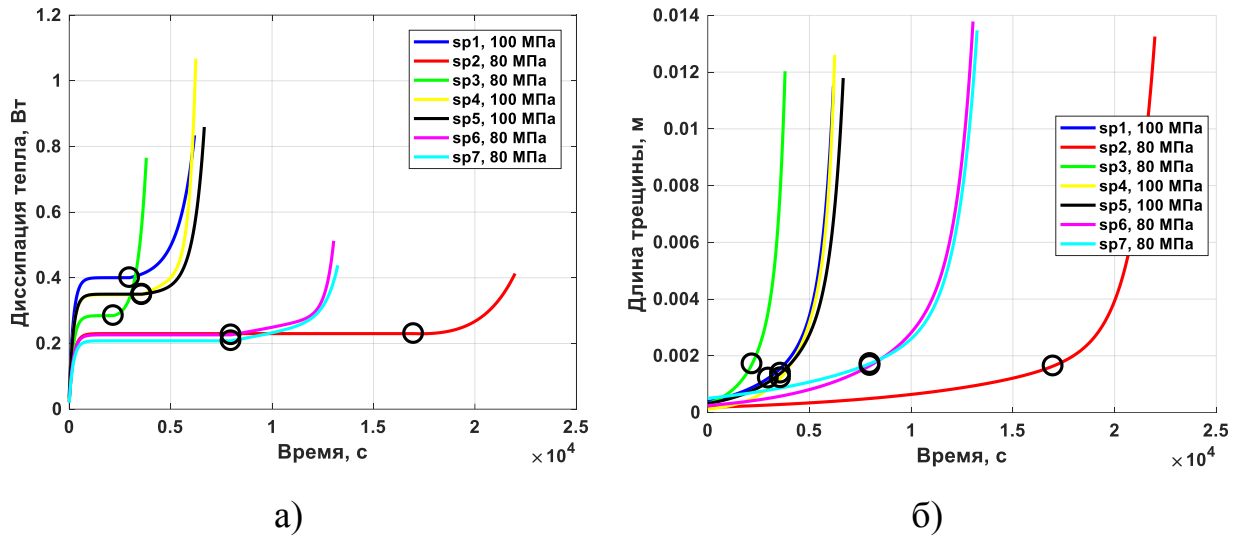 Диссипация тепла, Вт
1.2
1
0.8
0.6
0.4
0.2
0
0
0.5
1
1.5
2
2.5
×10⁴
Время, с
sp1, 100 МПа
sp2, 80 МПа
sp3, 80 МПа
sp4, 100 МПа
sp5, 100 МПа
sp6, 80 МПа
sp7, 80 МПа
а)
Длина трещины, м
0.014
0.012
0.01
0.008
0.006
0.004
0.002
0
0
0.5
1
1.5
2
2.5
×10⁴
Время, с
sp1, 100 МПа
sp2, 80 МПа
sp3, 80 МПа
sp4, 100 МПа
sp5, 100 МПа
sp6, 80 МПа
sp7, 80 МПа
б)